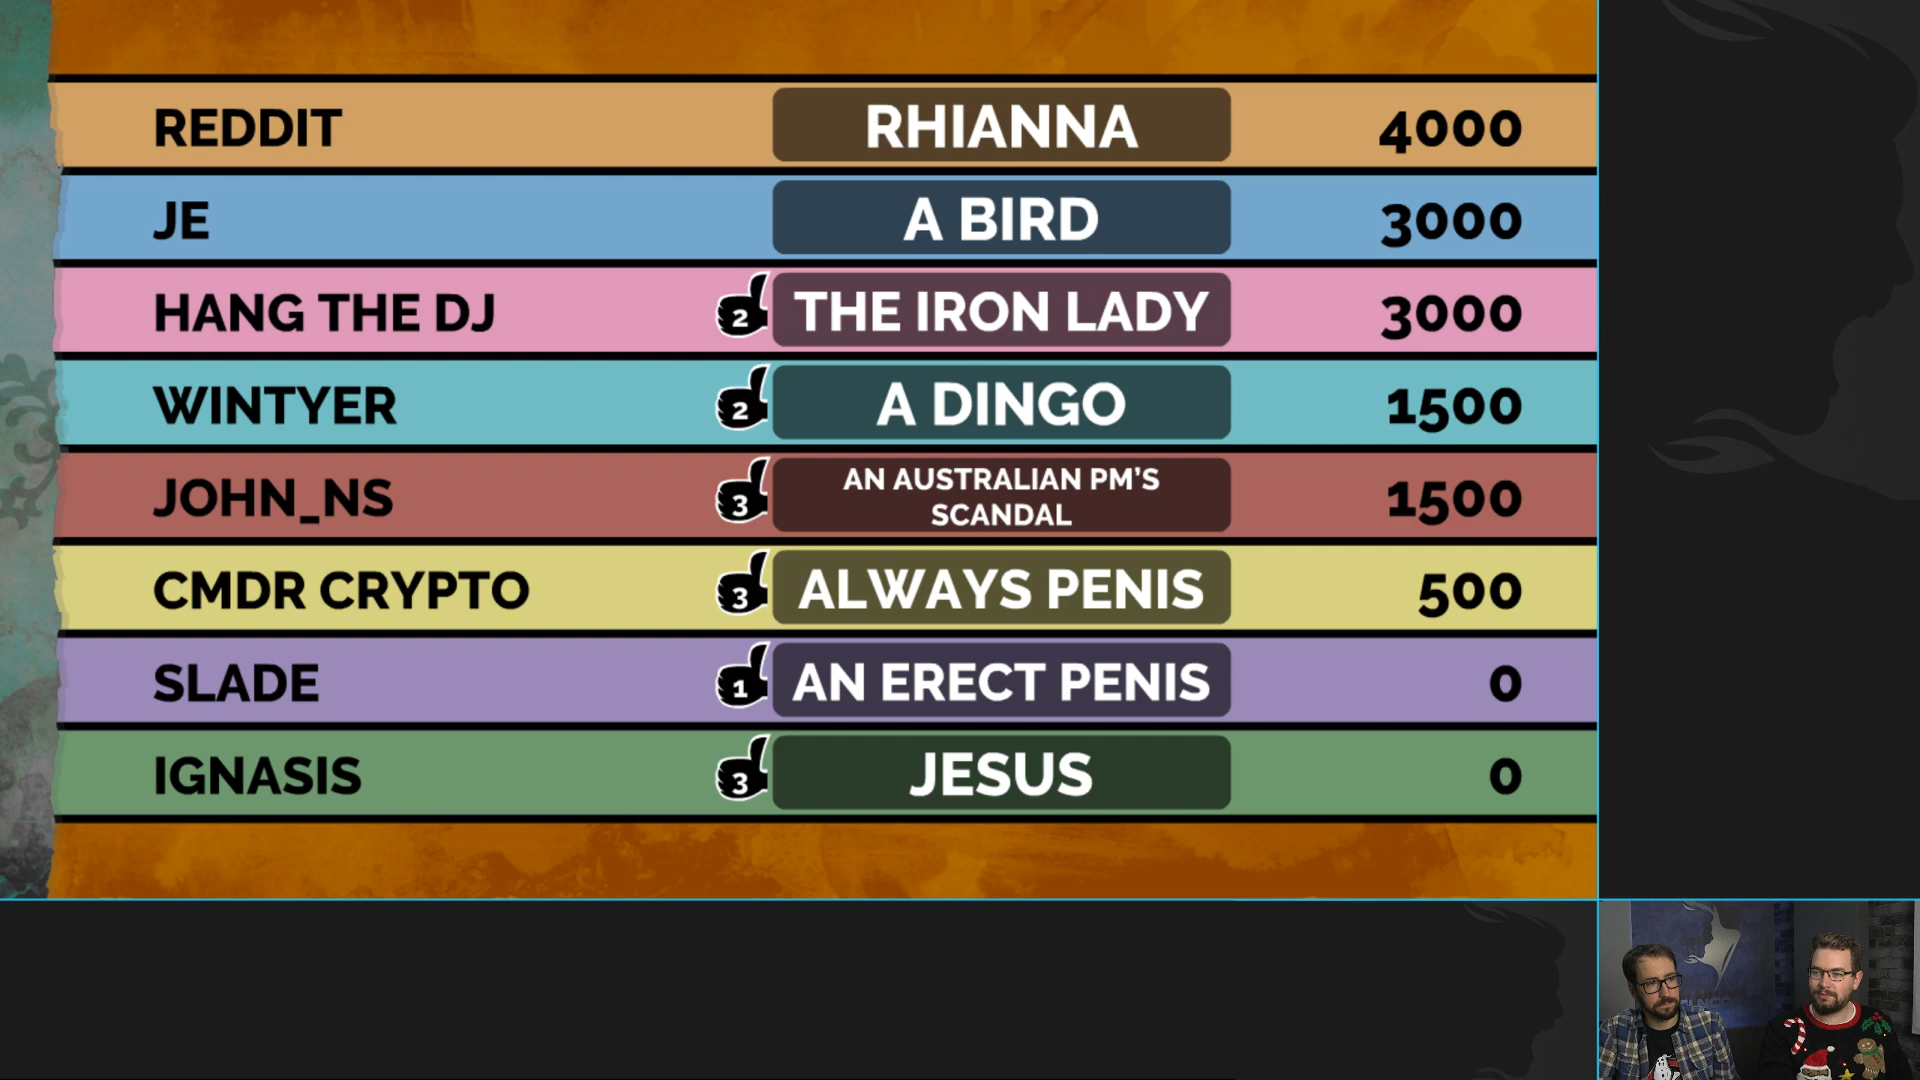 REDDIT RHIANNA 4000
JE A BIRD 3000
HANG THE DJ 2 THE IRON LADY 3000
WINTYER 2 A DINGO 1500
JOHN_NS 3 AN AUSTRALIAN PM'S
SCANDAL 1500
CMDR CRYPTO 3 ALWAYS PENIS 500
SLADE 1 AN ERECT PENIS 0
IGNASIS 3 JESUS 0